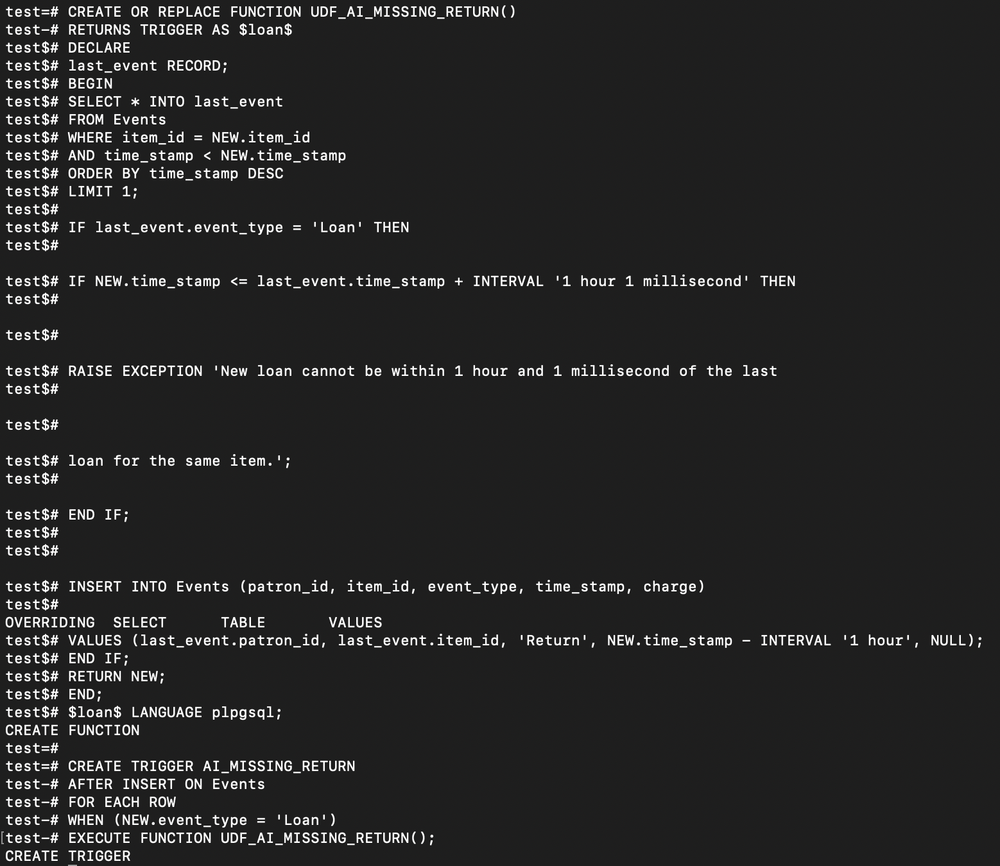 test=# CREATE OR REPLACE FUNCTION UDF_AI_MISSING_RETURN()
test-# RETURNS TRIGGER AS $loan$
test$# DECLARE
test$# last_event RECORD;
test$# BEGIN
test$# SELECT * INTO last_event
test$# FROM Events
test$# WHERE item_id = NEW.item_id
test$# AND time_stamp < NEW.time_stamp
test$# ORDER BY time_stamp DESC
test$# LIMIT 1;
test$#
test$# IF last_event.event_type = 'Loan' THEN
test$#
test$# IF NEW.time_stamp <= last_event.time_stamp + INTERVAL '1 hour 1 millisecond' THEN
test$#
test$#
test$# RAISE EXCEPTION 'New loan cannot be within 1 hour and 1 millisecond of the last
test$#
test$#
test$# loan for the same item.';
test$#
test$# END IF;
test$#
test$#
test$# INSERT INTO Events (patron_id, item_id, event_type, time_stamp, charge)
test$#
OVERRIDING  SELECT      TABLE       VALUES
test$# VALUES (last_event.patron_id, last_event.item_id, 'Return', NEW.time_stamp - INTERVAL '1 hour', NULL);
test$# END IF;
test$# RETURN NEW;
test$# END;
test$# $loan$ LANGUAGE plpgsql;
CREATE FUNCTION
test=#
test=# CREATE TRIGGER AI_MISSING_RETURN
test-# AFTER INSERT ON Events
test-# FOR EACH ROW
test-# WHEN (NEW.event_type = 'Loan')
[test-# EXECUTE FUNCTION UDF_AI_MISSING_RETURN();
CREATE TRIGGER